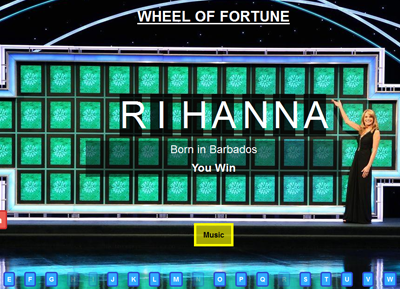 WHEEL OF FORTUNE
RIHANNA
Born in Barbados
You Win
Music
E F G J K L M O P Q S T U V W